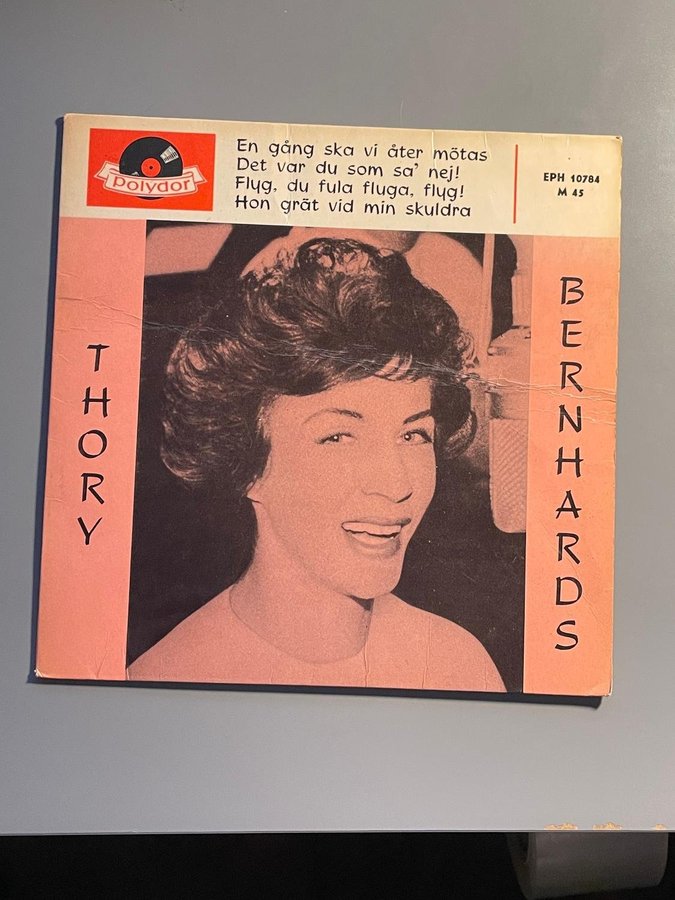 polydor
En gång ska vi åter mötas
Det var du som sa' nej!
Flyg, du fula fluga, flyg!
Hon grät vid min skuldra
EPH 10784
M 45
THORY
BERNHARDS